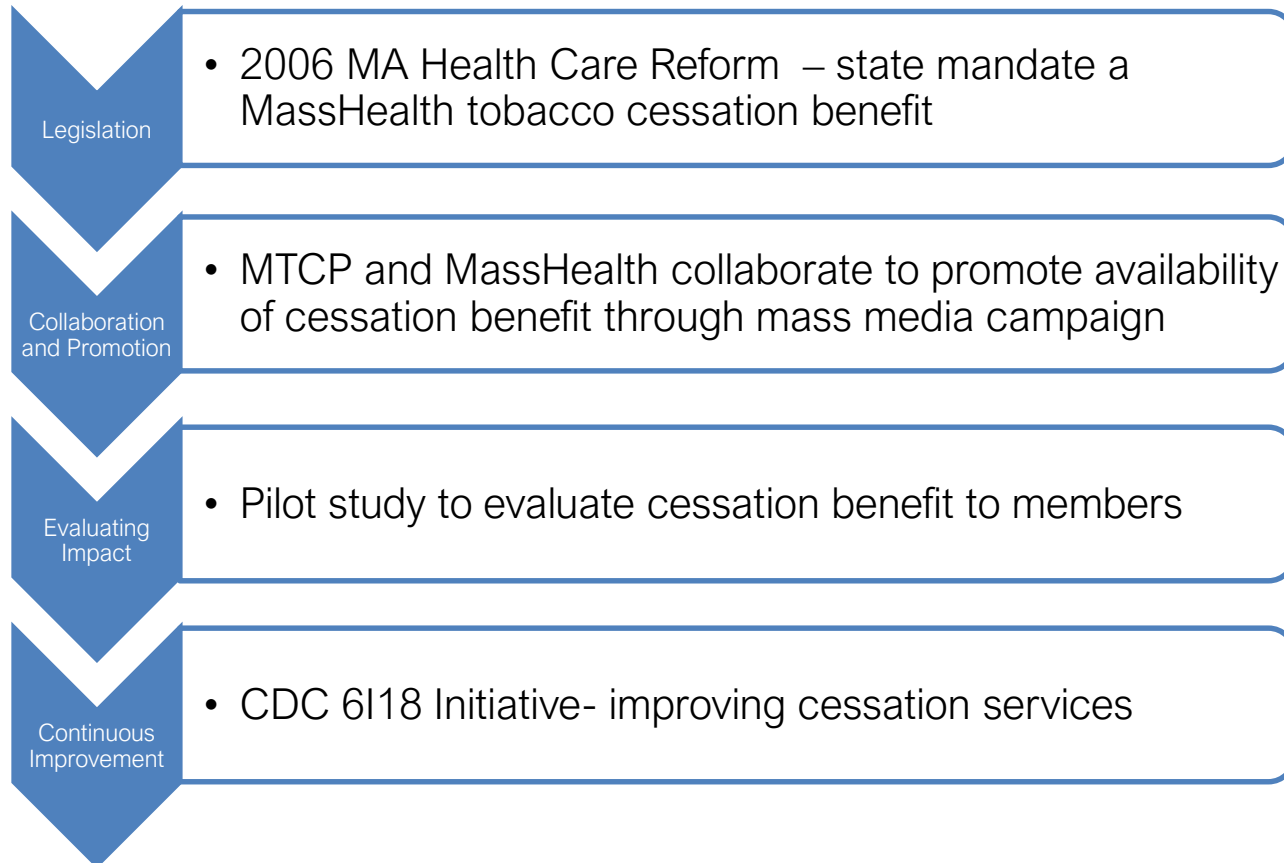 Legislation
• 2006 MA Health Care Reform – state mandate a
MassHealth tobacco cessation benefit
Collaboration
and Promotion
• MTCP and MassHealth collaborate to promote availability
of cessation benefit through mass media campaign
Evaluating
Impact
• Pilot study to evaluate cessation benefit to members
Continuous
Improvement
• CDC 6I18 Initiative- improving cessation services